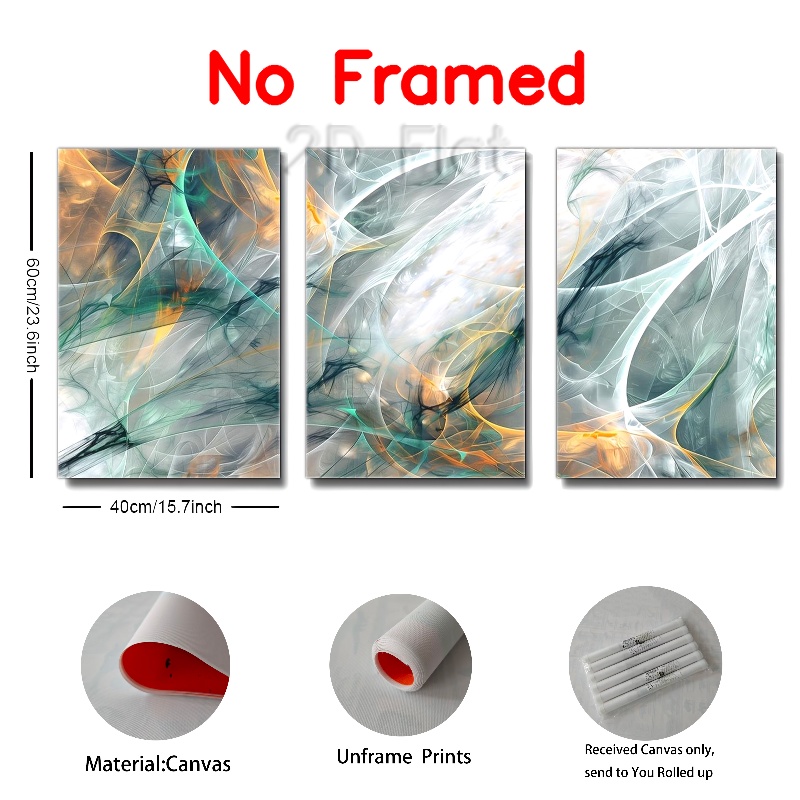 No Framed
2D Flat
60cm/23.6inch
40cm/15.7inch
Material:Canvas
Unframe Prints
Received Canvas only,
send to You Rolled up